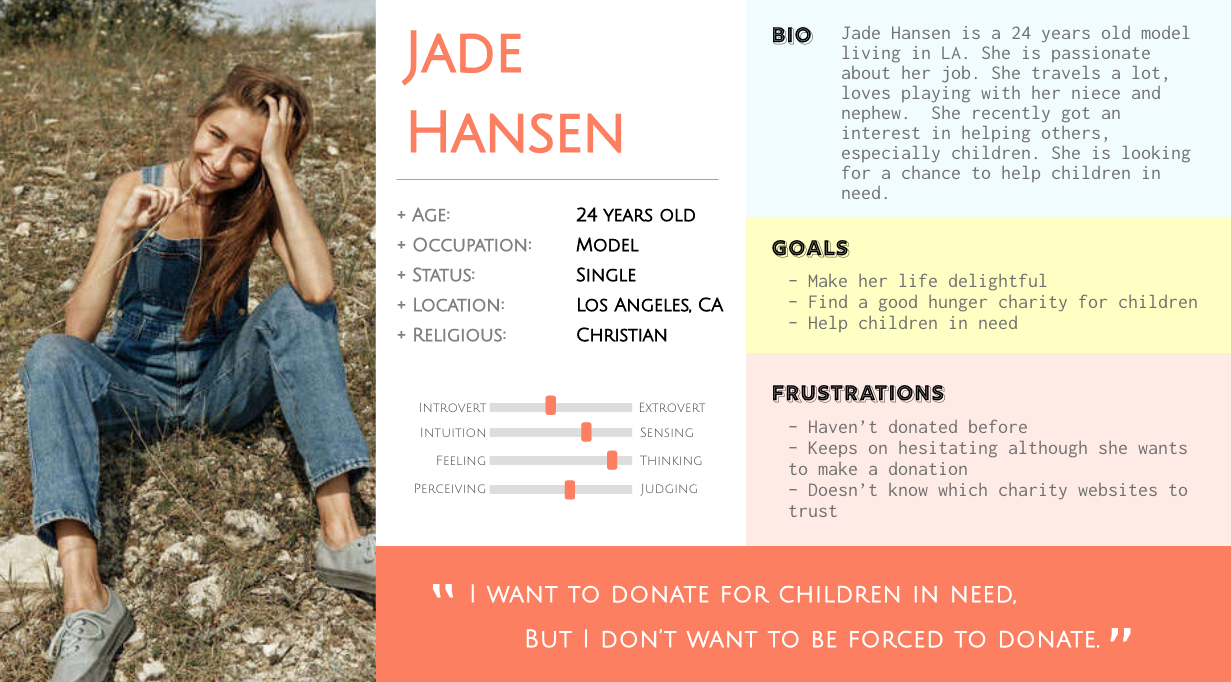 Jade
Hansen
+ Age: 24 years old
+ Occupation: Model
+ Status: Single
+ Location: Los Angeles, CA
+ Religious: Christian
Introvert Extrovert
Intuition Sensing
Feeling Thinking
Perceiving Judging
BIO
Jade Hansen is a 24 years old model
living in LA. She is passionate
about her job. She travels a lot,
loves playing with her niece and
nephew. She recently got an
interest in helping others,
especially children. She is looking
for a chance to help children in
need.
GOALS
– Make her life delightful
– Find a good hunger charity for children
– Help children in need
FRUSTRATIONS
– Haven’t donated before
– Keeps on hesitating although she wants
to make a donation
– Doesn’t know which charity websites to
trust
“ I want to donate for children in need,
But I don’t want to be forced to donate. ”